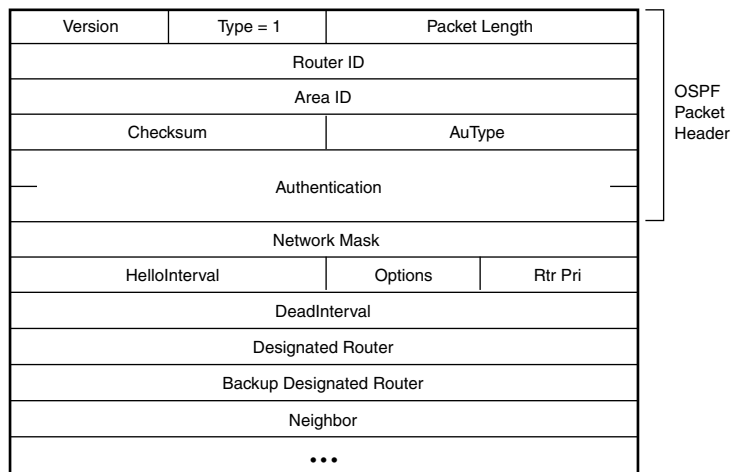 Version Type = 1 Packet Length
Router ID
Area ID
Checksum AuType
Authentication
Network Mask
HelloInterval Options Rtr Pri
DeadInterval
Designated Router
Backup Designated Router
Neighbor
•••
OSPF
Packet
Header